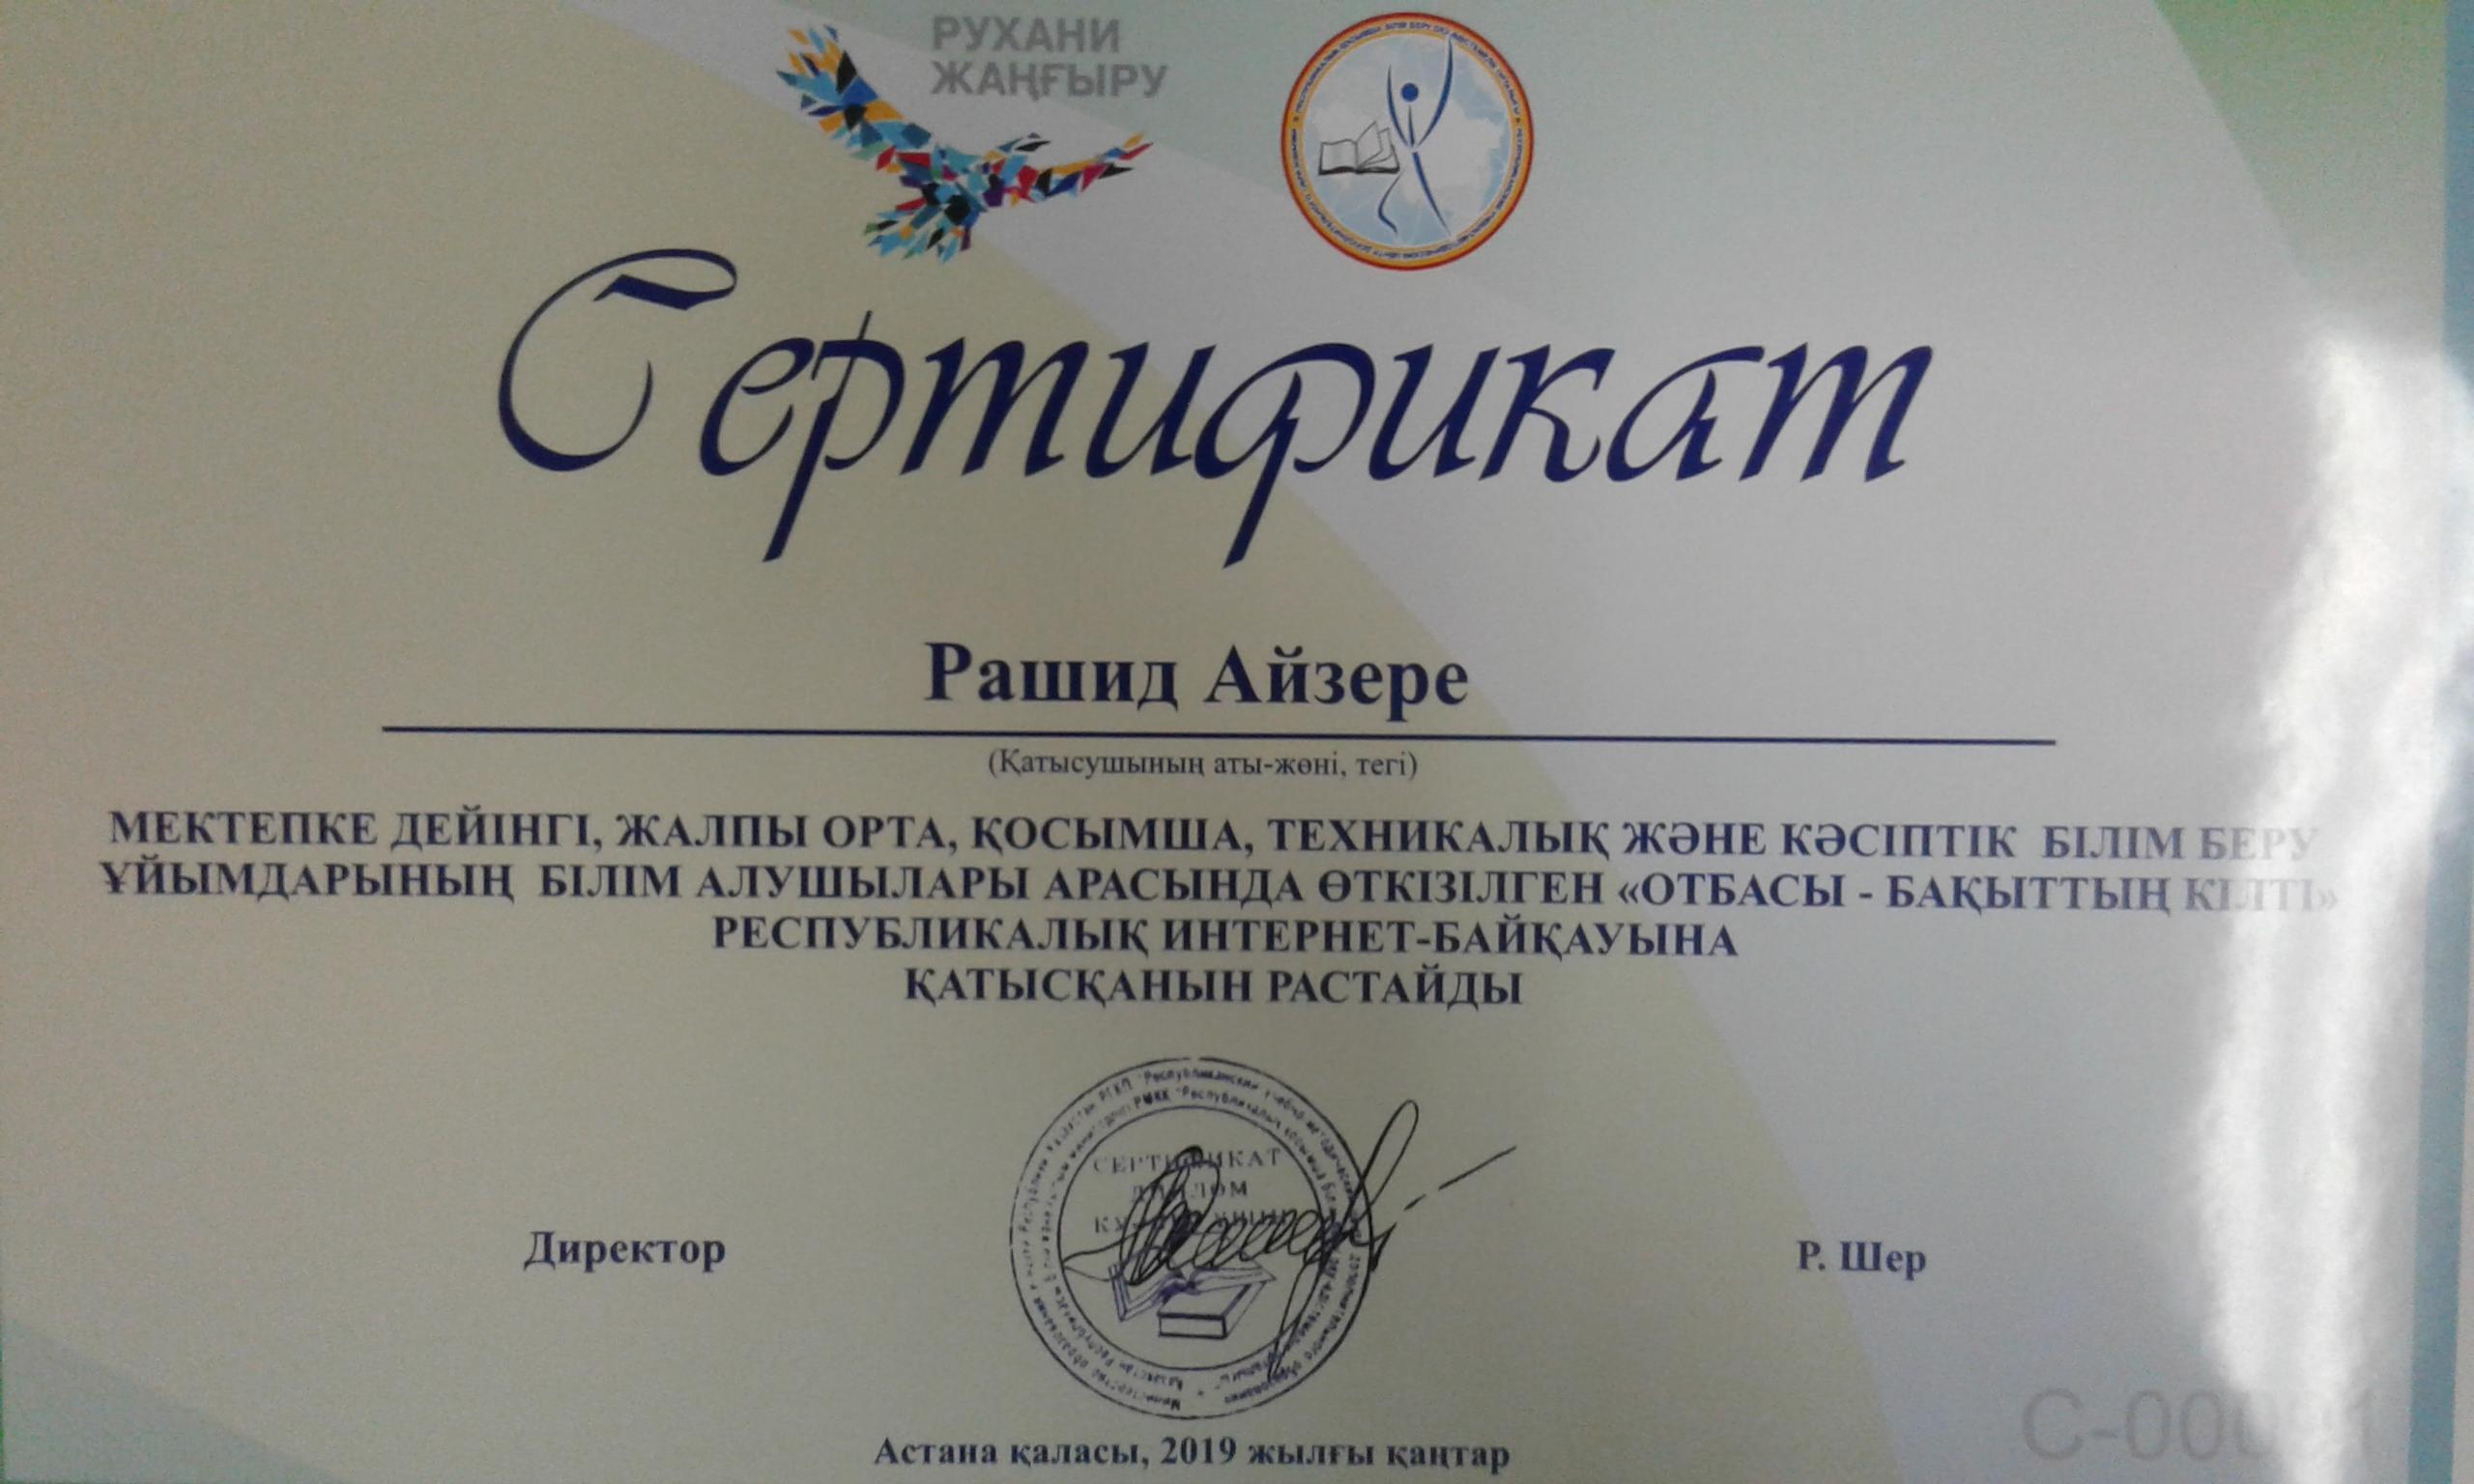 РУХАНИ
ЖАҢҒЫРУ
Сертификат
Рашид Айзере
(Қатысушының аты-жөні, тегі)
МЕКТЕПКЕ ДЕЙІНГІ, ЖАЛПЫ ОРТА, ҚОСЫМША, ТЕХНИКАЛЫҚ ЖӘНЕ КӘСІПТІК БІЛІМ БЕРУ
ҰЙЫМДАРЫНЫҢ БІЛІМ АЛУШЫЛАРЫ АРАСЫНДА ӨТКІЗІЛГЕН «ОТБАСЫ - БАҚЫТТЫҢ КІЛТІ»
РЕСПУБЛИКАЛЫҚ ИНТЕРНЕТ-БАЙҚАУЫНА
ҚАТЫСҚАНЫН РАСТАЙДЫ
СЕРТИФИКАТ
ДИПЛОМ
Директор
Р. Шер
Астана қаласы, 2019 жылғы қаңтар